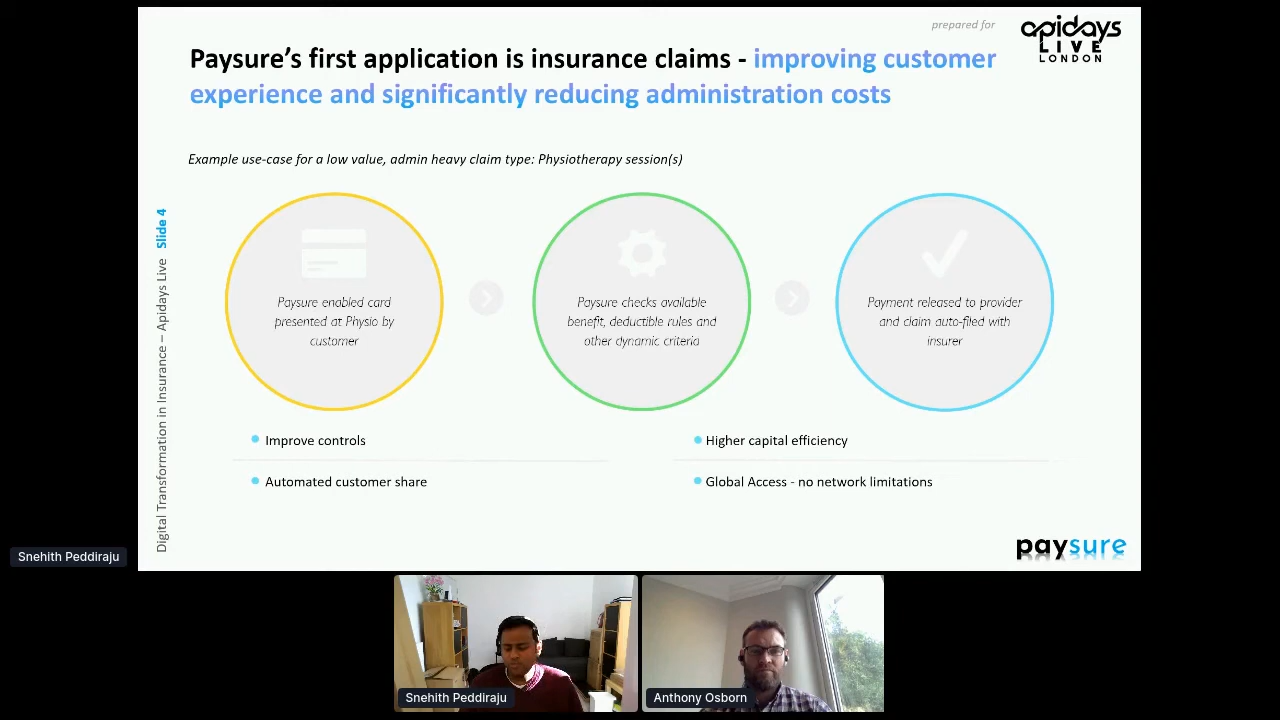 prepared for
apidays
LIVE
LONDON
Paysure’s first application is insurance claims - improving customer
experience and significantly reducing administration costs
Example use-case for a low value, admin heavy claim type: Physiotherapy session(s)
Digital Transformation in Insurance – Apidays Live Slide 4
Paysure enabled card
presented at Physio by
customer
Paysure checks available
benefit, deductible rules and
other dynamic criteria
Payment released to provider
and claim auto-filed with
insurer
Improve controls
Automated customer share
Higher capital efficiency
Global Access - no network limitations
paysure
Snehith Peddiraju
Snehith Peddiraju
Anthony Osborn